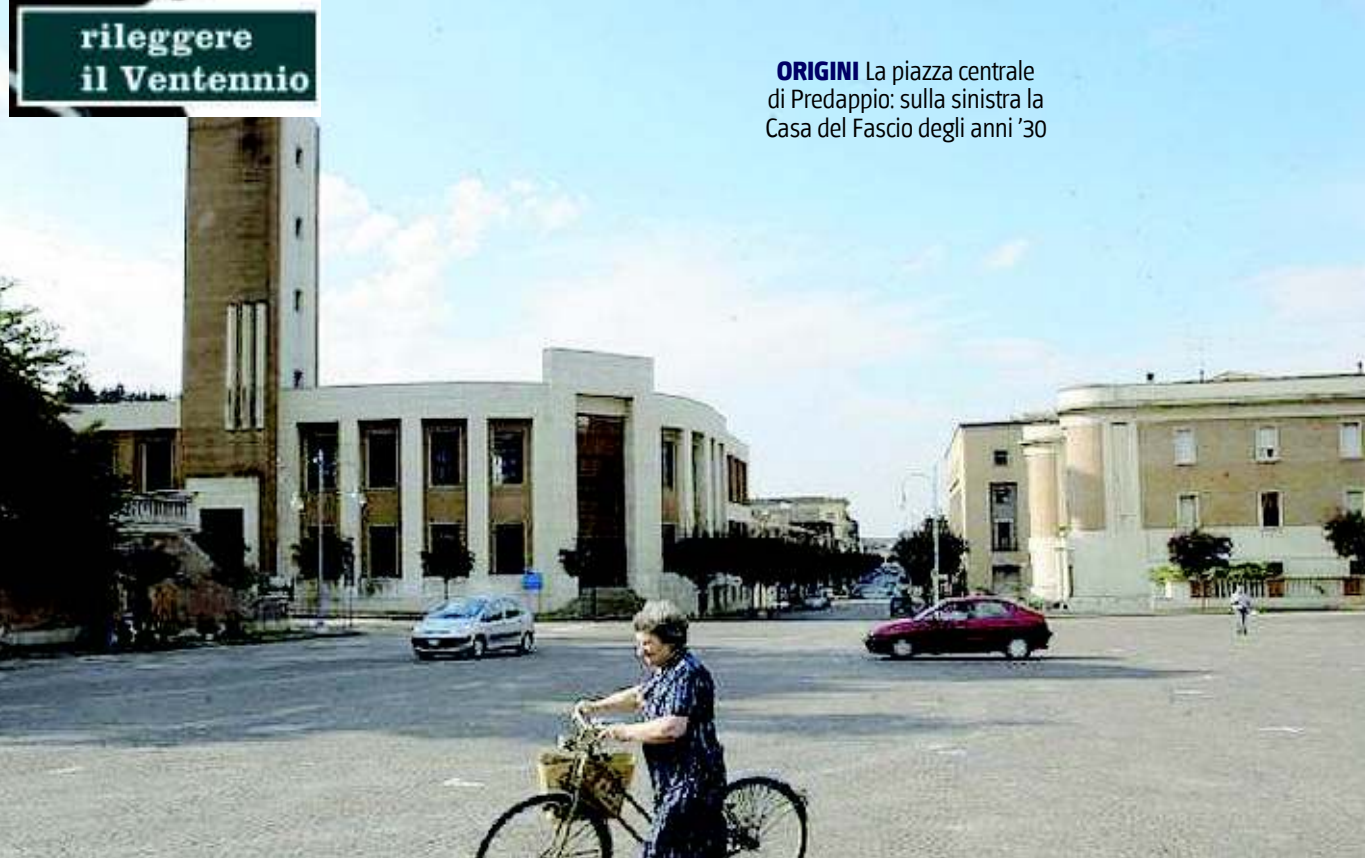 rileggere
il Ventennio
ORIGINI La piazza centrale
di Predappio: sulla sinistra la
Casa del Fascio degli anni '30